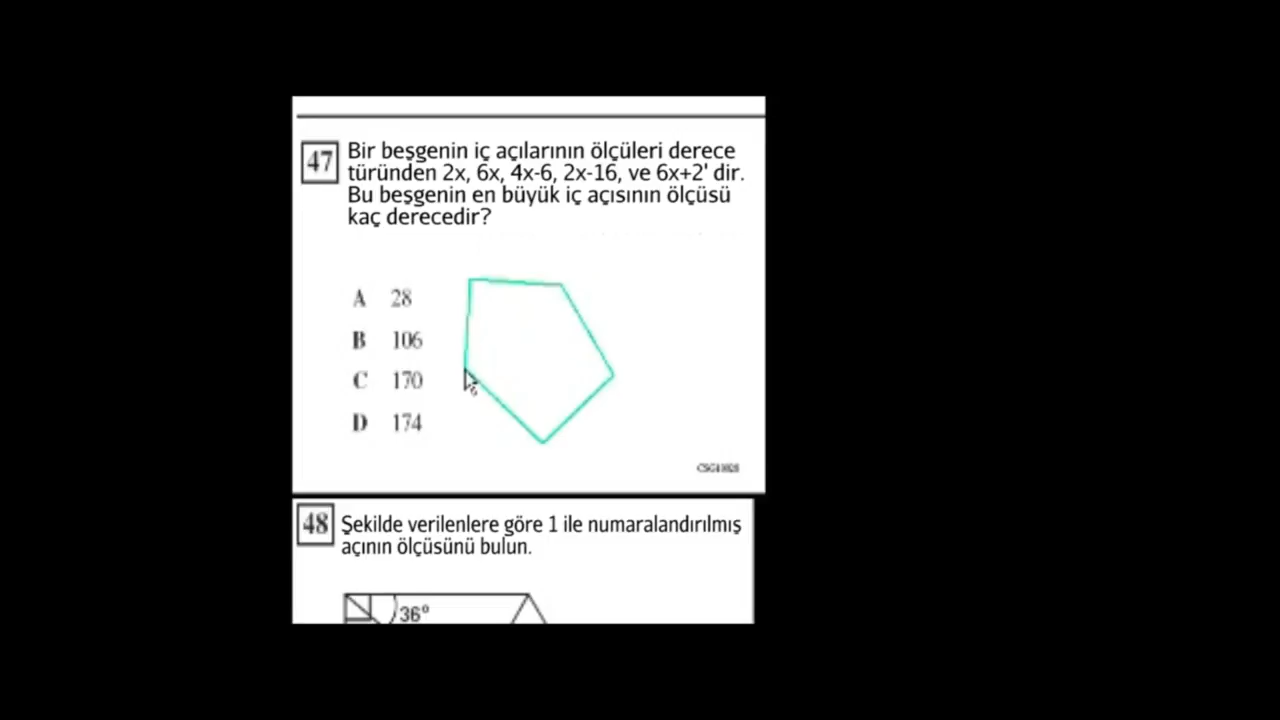 47 Bir beşgenin iç açılarının ölçüleri derece
türünden 2x, 6x, 4x-6, 2x-16, ve 6x+2' dir.
Bu beşgenin en büyük iç açısının ölçüsü
kaç derecedir?
A 28
B 106
C 170
D 174
48 Şekilde verilenlere göre 1 ile numaralandırılmış
açının ölçüsünü bulun.
36°